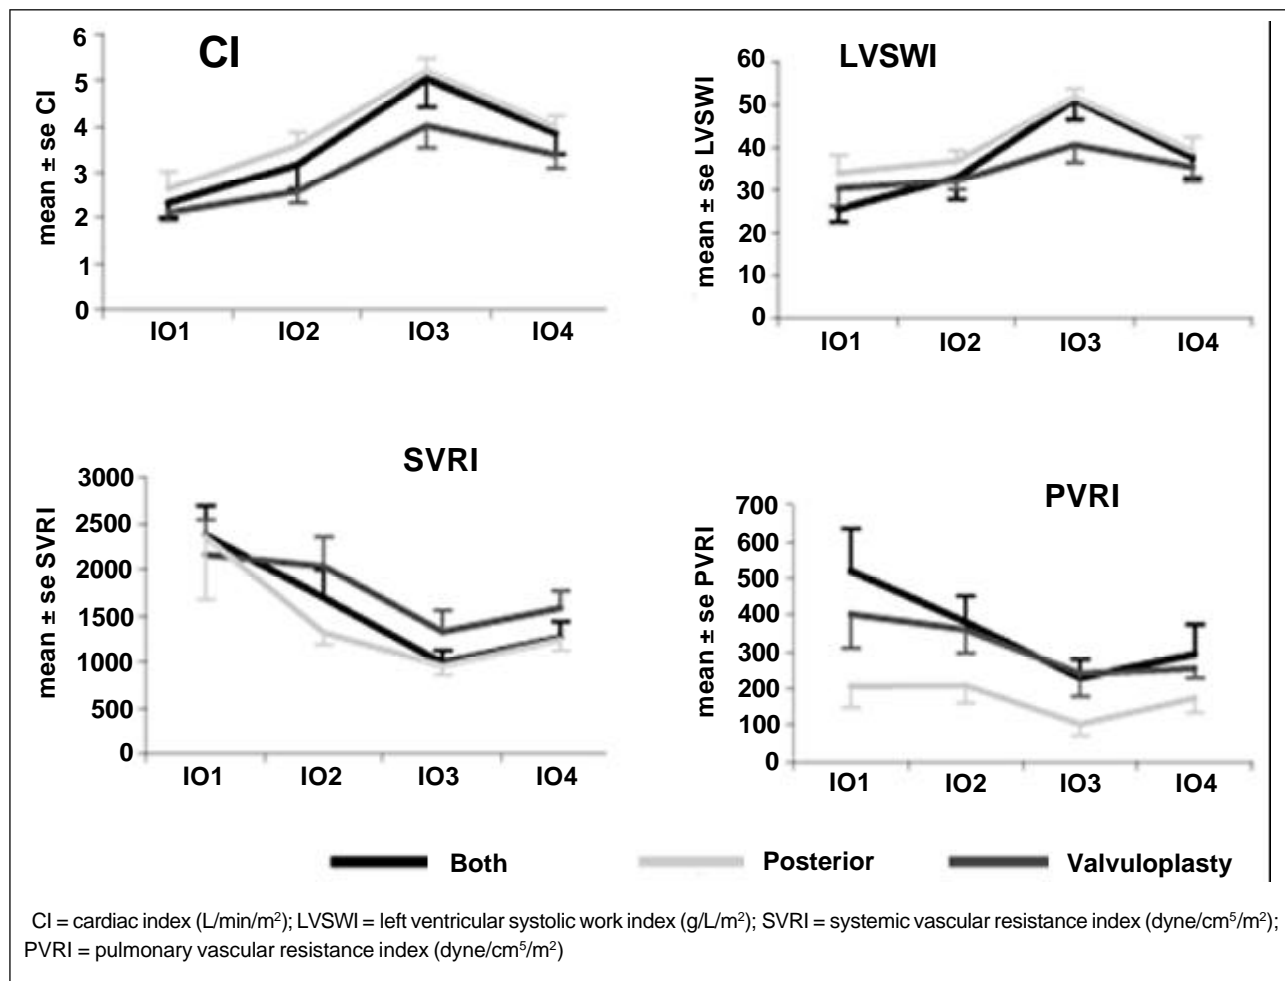 CI
mean ± se CI
6
5
4
3
2
1
0
IO1 IO2 IO3 IO4
LVSWI
mean ± se LVSWI
60
50
40
30
20
10
0
IO1 IO2 IO3 IO4
SVRI
mean ± se SVRI
3000
2500
2000
1500
1000
500
0
IO1 IO2 IO3 IO4
PVRI
mean ± se PVRI
700
600
500
400
300
200
100
0
IO1 IO2 IO3 IO4
Both Posterior Valvuloplasty
CI = cardiac index (L/min/m²); LVSWI = left ventricular systolic work index (g/L/m²); SVRI = systemic vascular resistance index (dyne/cm⁵/m²);
PVRI = pulmonary vascular resistance index (dyne/cm⁵/m²)